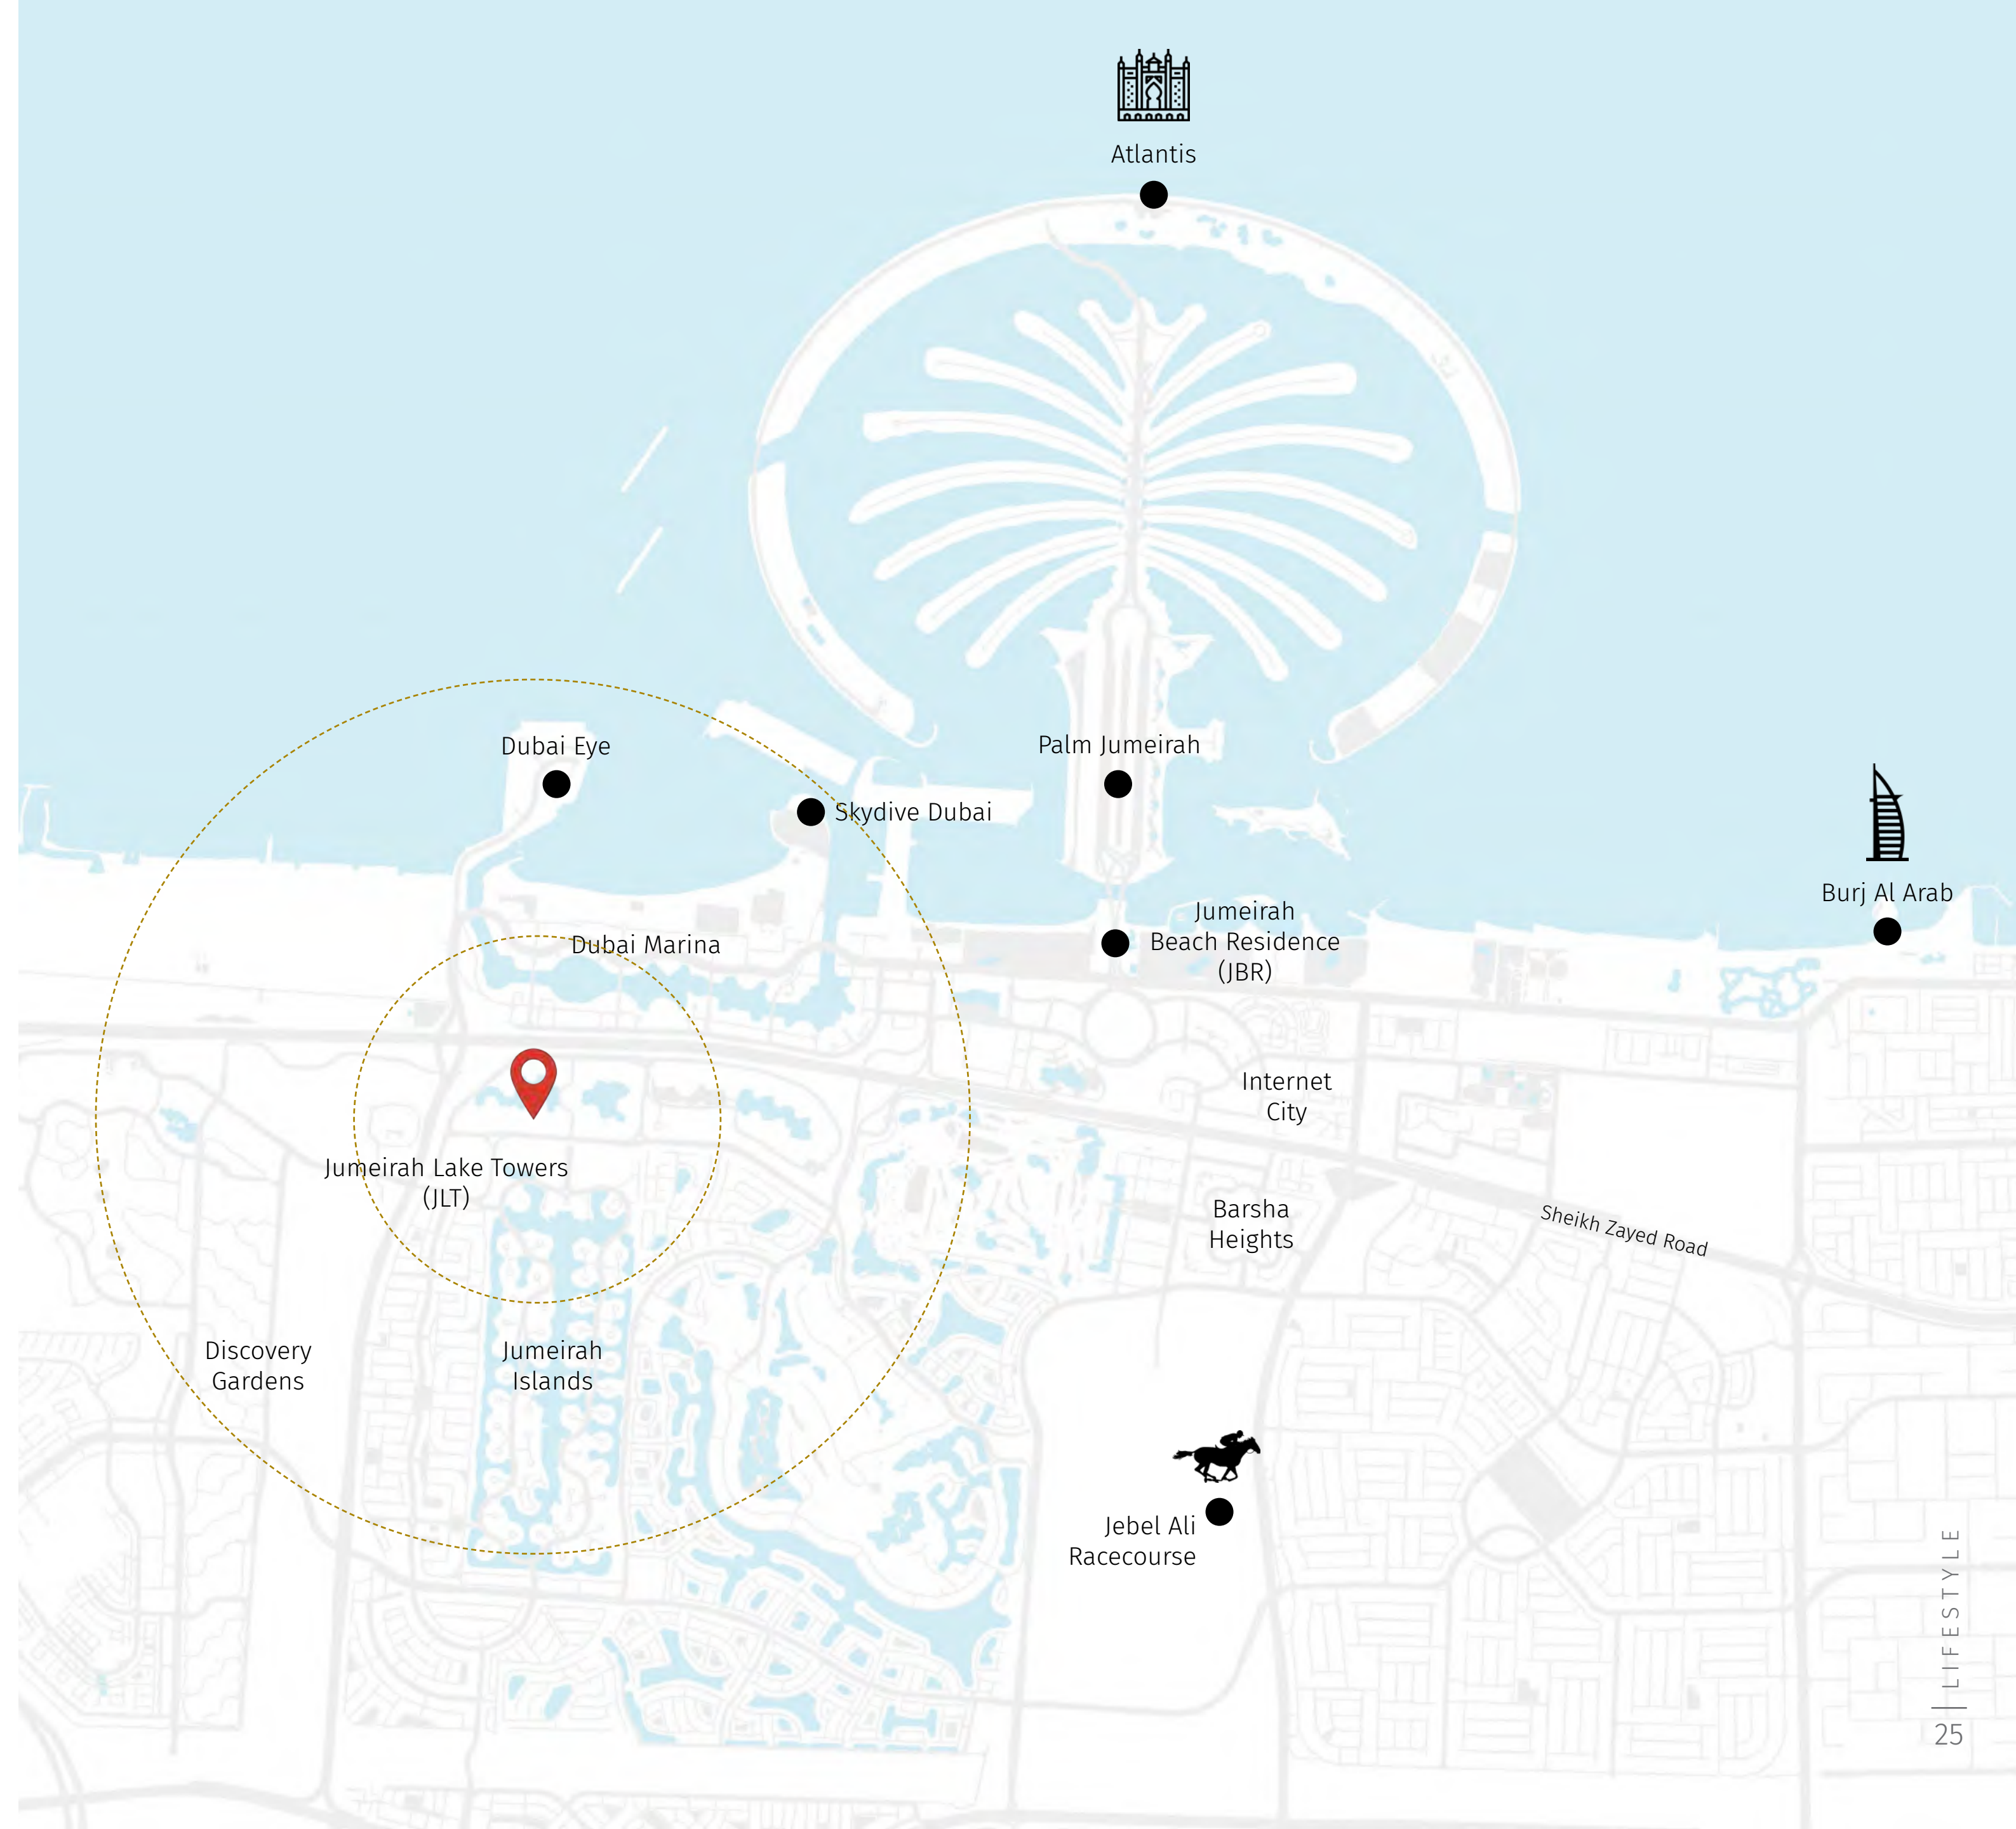 Atlantis
Dubai Eye
Palm Jumeirah
Skydive Dubai
Burj Al Arab
Jumeirah
Beach Residence
(JBR)
Dubai Marina
Internet
City
Jumeirah Lake Towers
(JLT)
Barsha
Heights
Sheikh Zayed Road
Discovery
Gardens
Jumeirah
Islands
Jebel Ali
Racecourse
LIFESTYLE
25